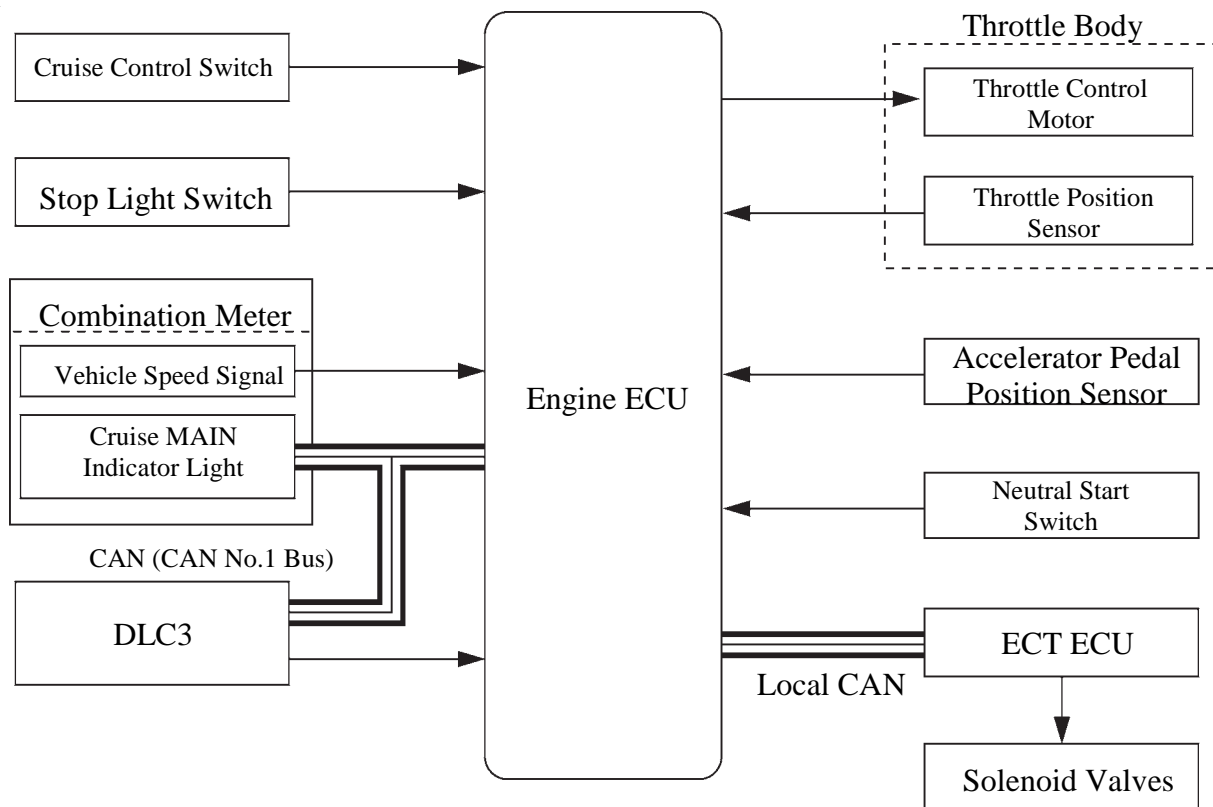 Cruise Control Switch
Stop Light Switch
Combination Meter
Vehicle Speed Signal
Cruise MAIN
Indicator Light
CAN (CAN No.1 Bus)
DLC3
Engine ECU
Throttle Body
Throttle Control
Motor
Throttle Position
Sensor
Accelerator Pedal
Position Sensor
Neutral Start
Switch
ECT ECU
Local CAN
Solenoid Valves